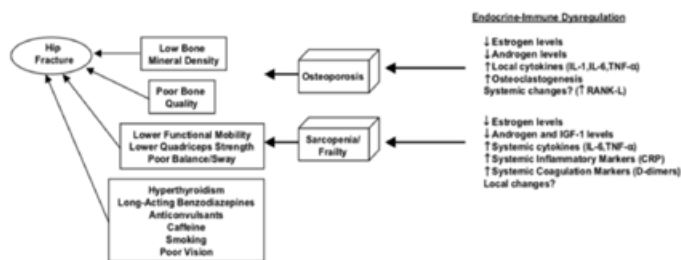 Endocrine-Immune Dysregulation
Hip
Fracture
Low Bone
Mineral Density
Poor Bone
Quality
Osteoporosis
↓Estrogen levels
↓Androgen levels
↑Local cytokines (IL-1,IL-6,TNF-α)
↑Osteoclastogenesis
Systemic changes? (↑RANK-L)
Lower Functional Mobility
Lower Quadriceps Strength
Poor Balance/Sway
Sarcopenia/
Frailty
↓Estrogen levels
↓Androgen and IGF-1 levels
↑Systemic cytokines (IL-6,TNF-α)
↑Systemic Inflammatory Markers (CRP)
↑Systemic Coagulation Markers (D-dimers)
Local changes?
Hyperthyroidism
Long-Acting Benzodiazepines
Anticonvulsants
Caffeine
Smoking
Poor Vision